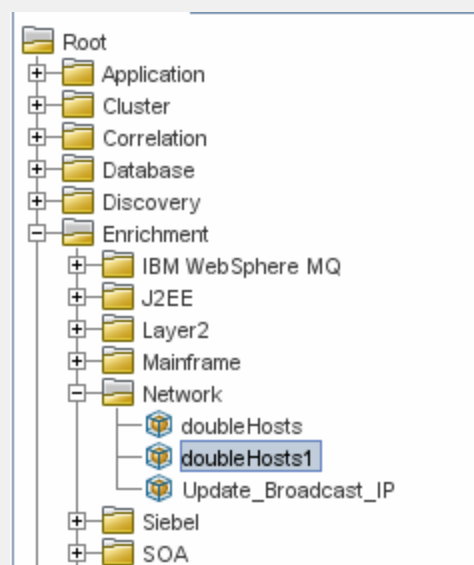 Root
Application
Cluster
Correlation
Database
Discovery
Enrichment
IBM WebSphere MQ
J2EE
Layer2
Mainframe
Network
doubleHosts
doubleHosts1
Update_Broadcast_IP
Siebel
SOA